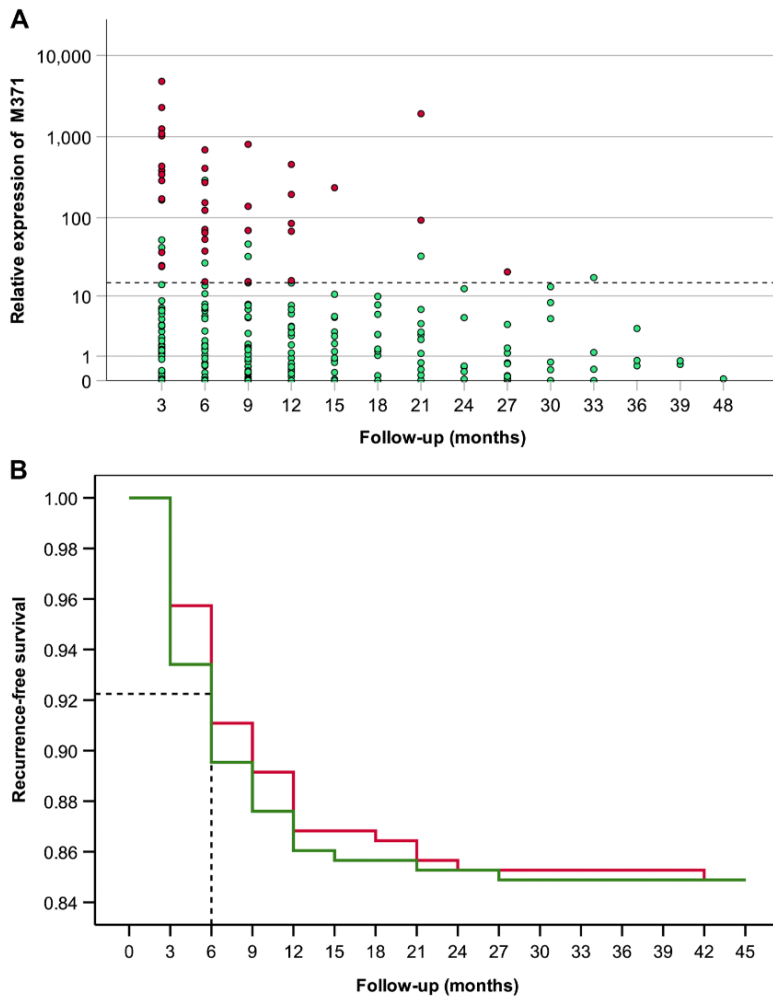 A
Relative expression of M371
10,000
1,000
100
10
1
0
3 6 9 12 15 18 21 24 27 30 33 36 39 48
Follow-up (months)
B
Recurrence-free survival
1.00
0.98
0.96
0.94
0.92
0.90
0.88
0.86
0.84
0 3 6 9 12 15 18 21 24 27 30 33 36 39 42 45
Follow-up (months)